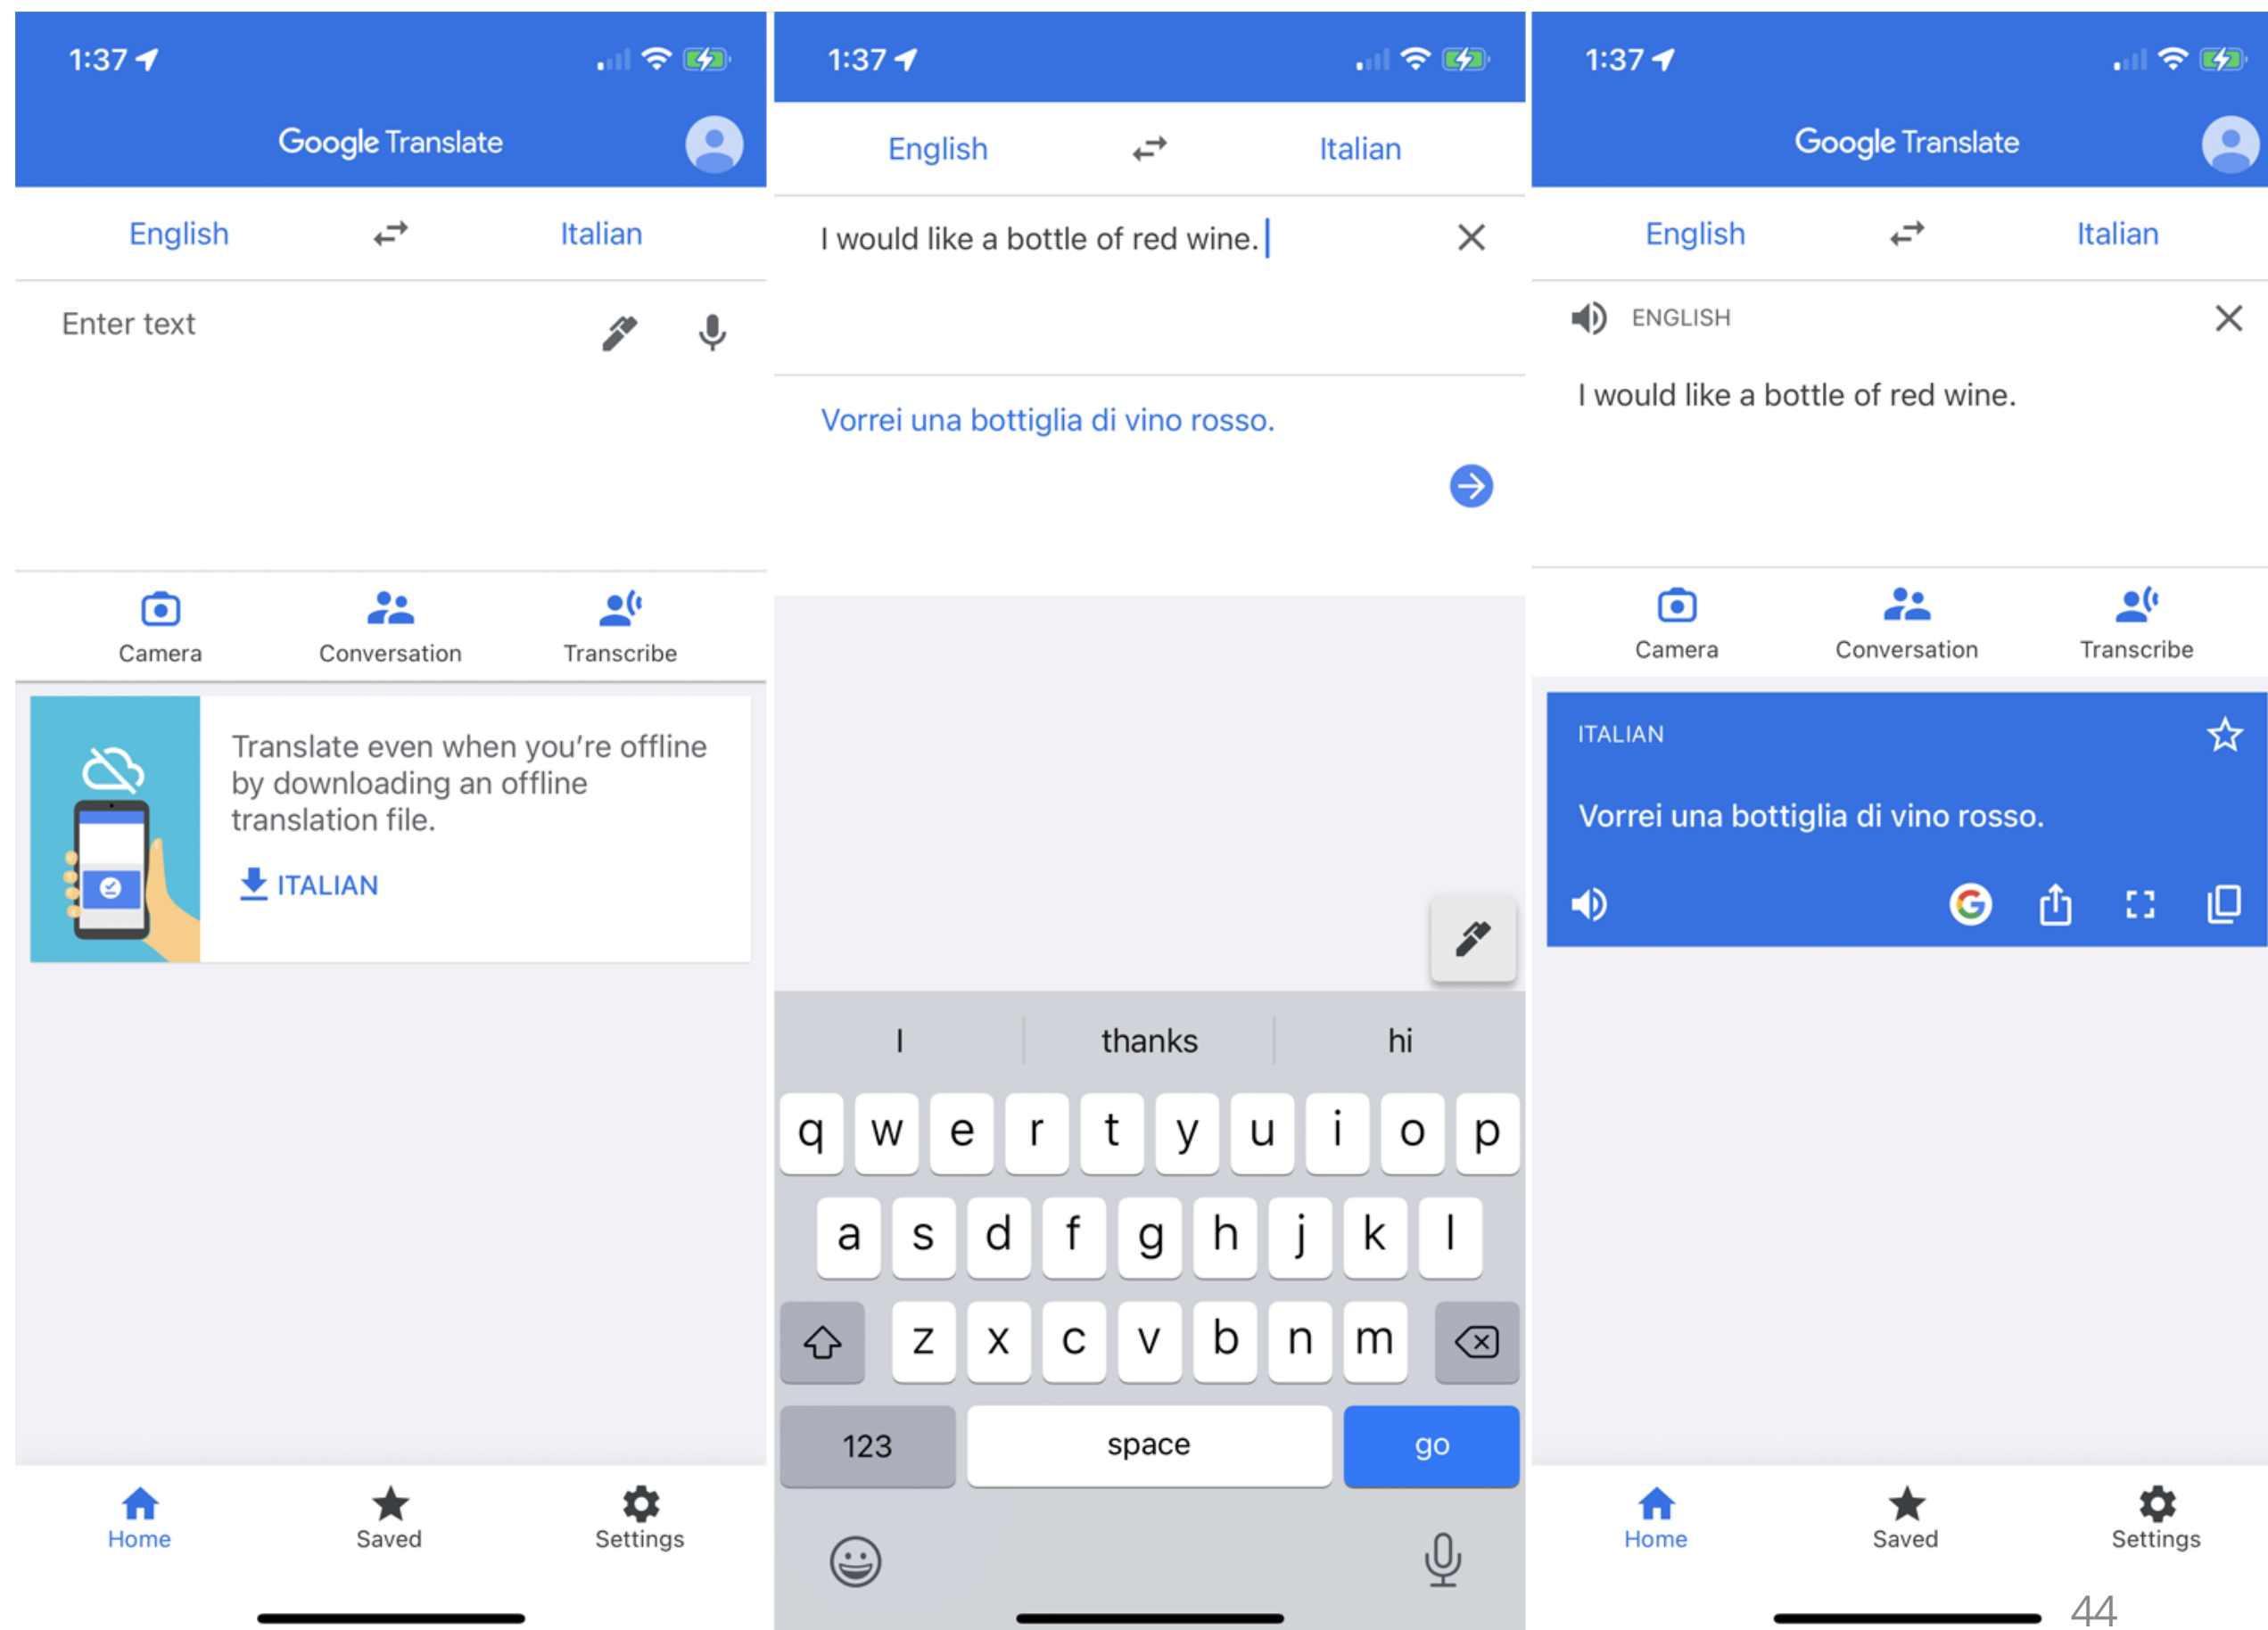 1:37
Google Translate
English Italian
Enter text
Camera Conversation Transcribe
Translate even when you're offline
by downloading an offline
translation file.
ITALIAN
Home Saved Settings
1:37
English Italian
I would like a bottle of red wine.
Vorrei una bottiglia di vino rosso.
I thanks hi
q w e r t y u i o p
a s d f g h j k l
z x c v b n m
123 space go
1:37
Google Translate
English Italian
ENGLISH
I would like a bottle of red wine.
Camera Conversation Transcribe
ITALIAN
Vorrei una bottiglia di vino rosso.
G
Home Saved Settings
44